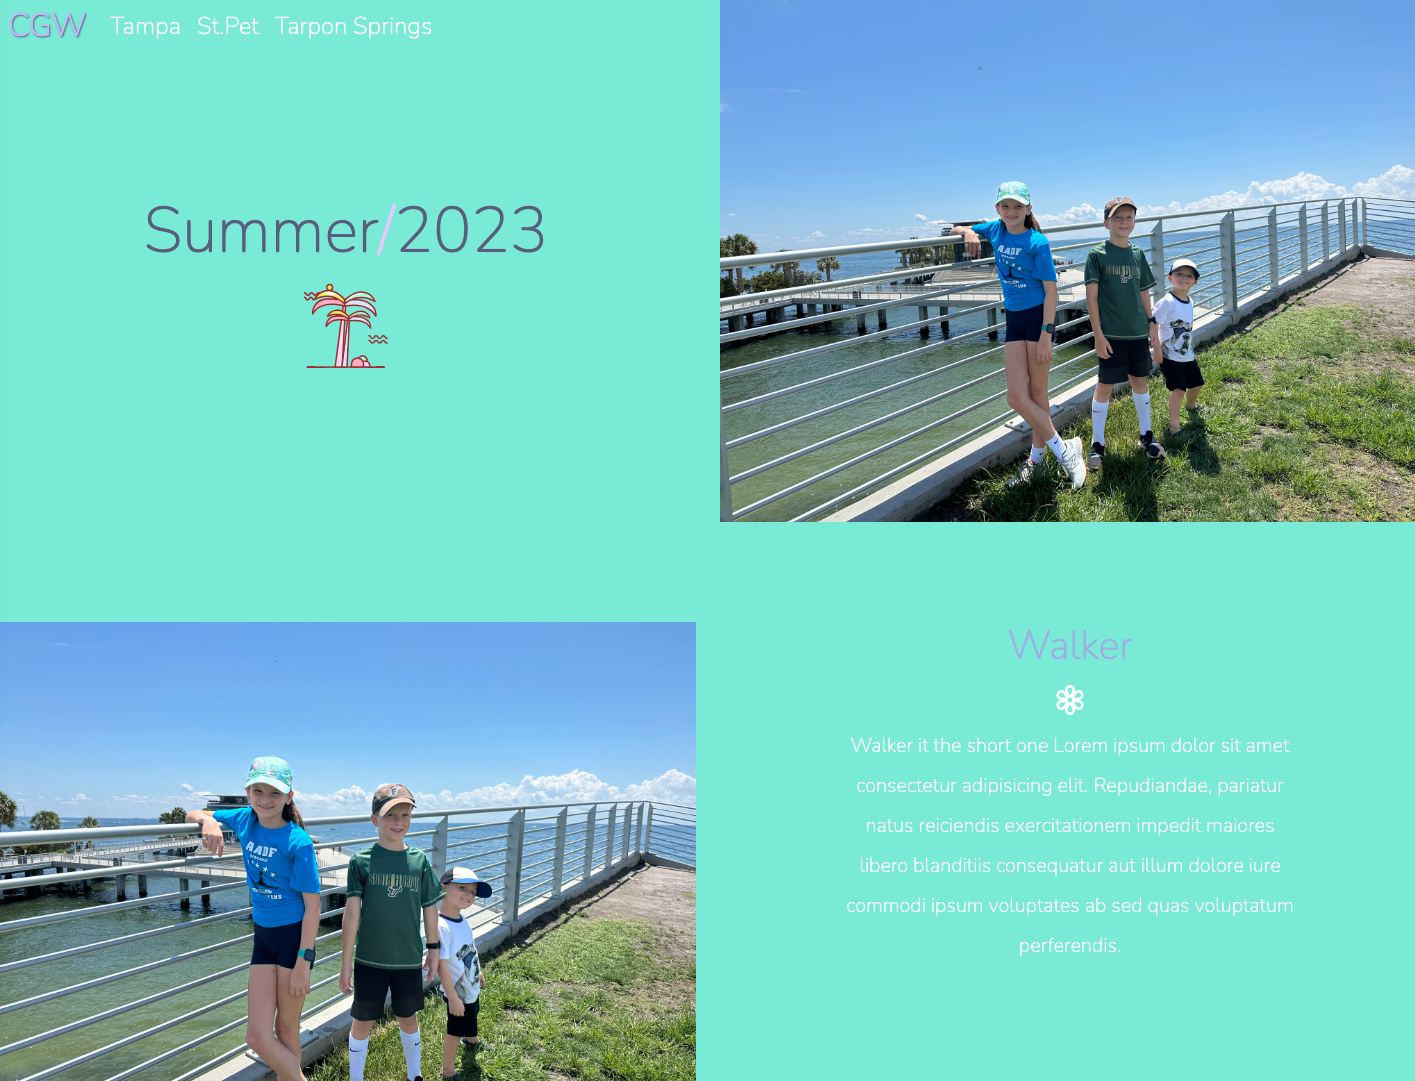 CGW Tampa St.Pet Tarpon Springs
Summer/2023
AADF
Walker
Walker it the short one Lorem ipsum dolor sit amet
consectetur adipisicing elit. Repudiandae, pariatur
natus reiciendis exercitationem impedit maiores
libero blanditiis consequatur aut illum dolore iure
commodi ipsum voluptates ab sed quas voluptatum
perferendis.
AADF